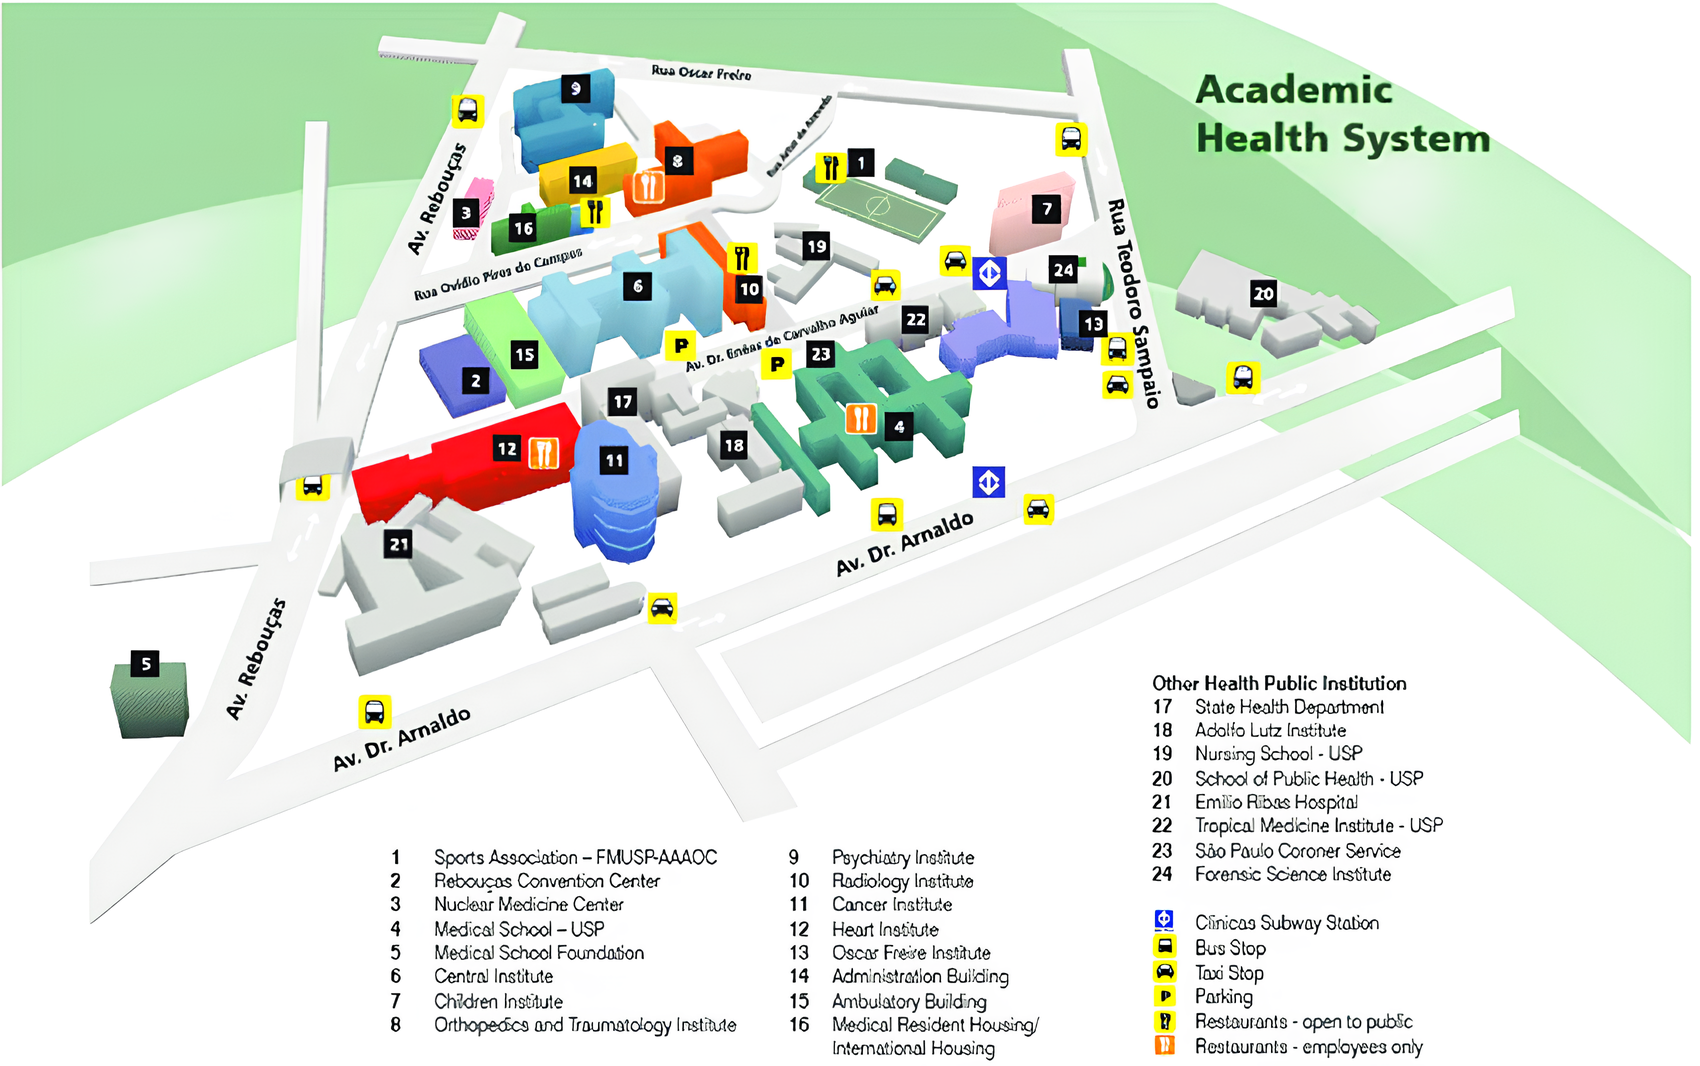 Academic
Health System
Rua Oscar Freire
Av. Rebouças
Rua Ovídio Pires de Campos
Av. Dr. Enéas de Carvalho Aguiar
Rua Teodoro Sampaio
Av. Dr. Arnaldo
Av. Rebouças
Av. Dr. Arnaldo
9
8
14
3
16
1
7
19
6
10
24
20
22
13
15
23
2
17
4
18
12
11
21
5
P
P
1 Sports Association – FMUSP-AAAOC
2 Rebouças Convention Center
3 Nuclear Medicine Center
4 Medical School – USP
5 Medical School Foundation
6 Central Institute
7 Children Institute
8 Orthopedics and Traumatology Institute
9 Psychiatry Institute
10 Radiology Institute
11 Cancer Institute
12 Heart Institute
13 Oscar Freire Institute
14 Administration Building
15 Ambulatory Building
16 Medical Resident Housing/
International Housing
Other Health Public Institution
17 State Health Department
18 Adolfo Lutz Institute
19 Nursing School - USP
20 School of Public Health - USP
21 Emílio Ribas Hospital
22 Tropical Medicine Institute - USP
23 São Paulo Coroner Service
24 Forensic Science Institute
Clínicas Subway Station
Bus Stop
Taxi Stop
P Parking
Restaurants - open to public
Restaurants - employees only